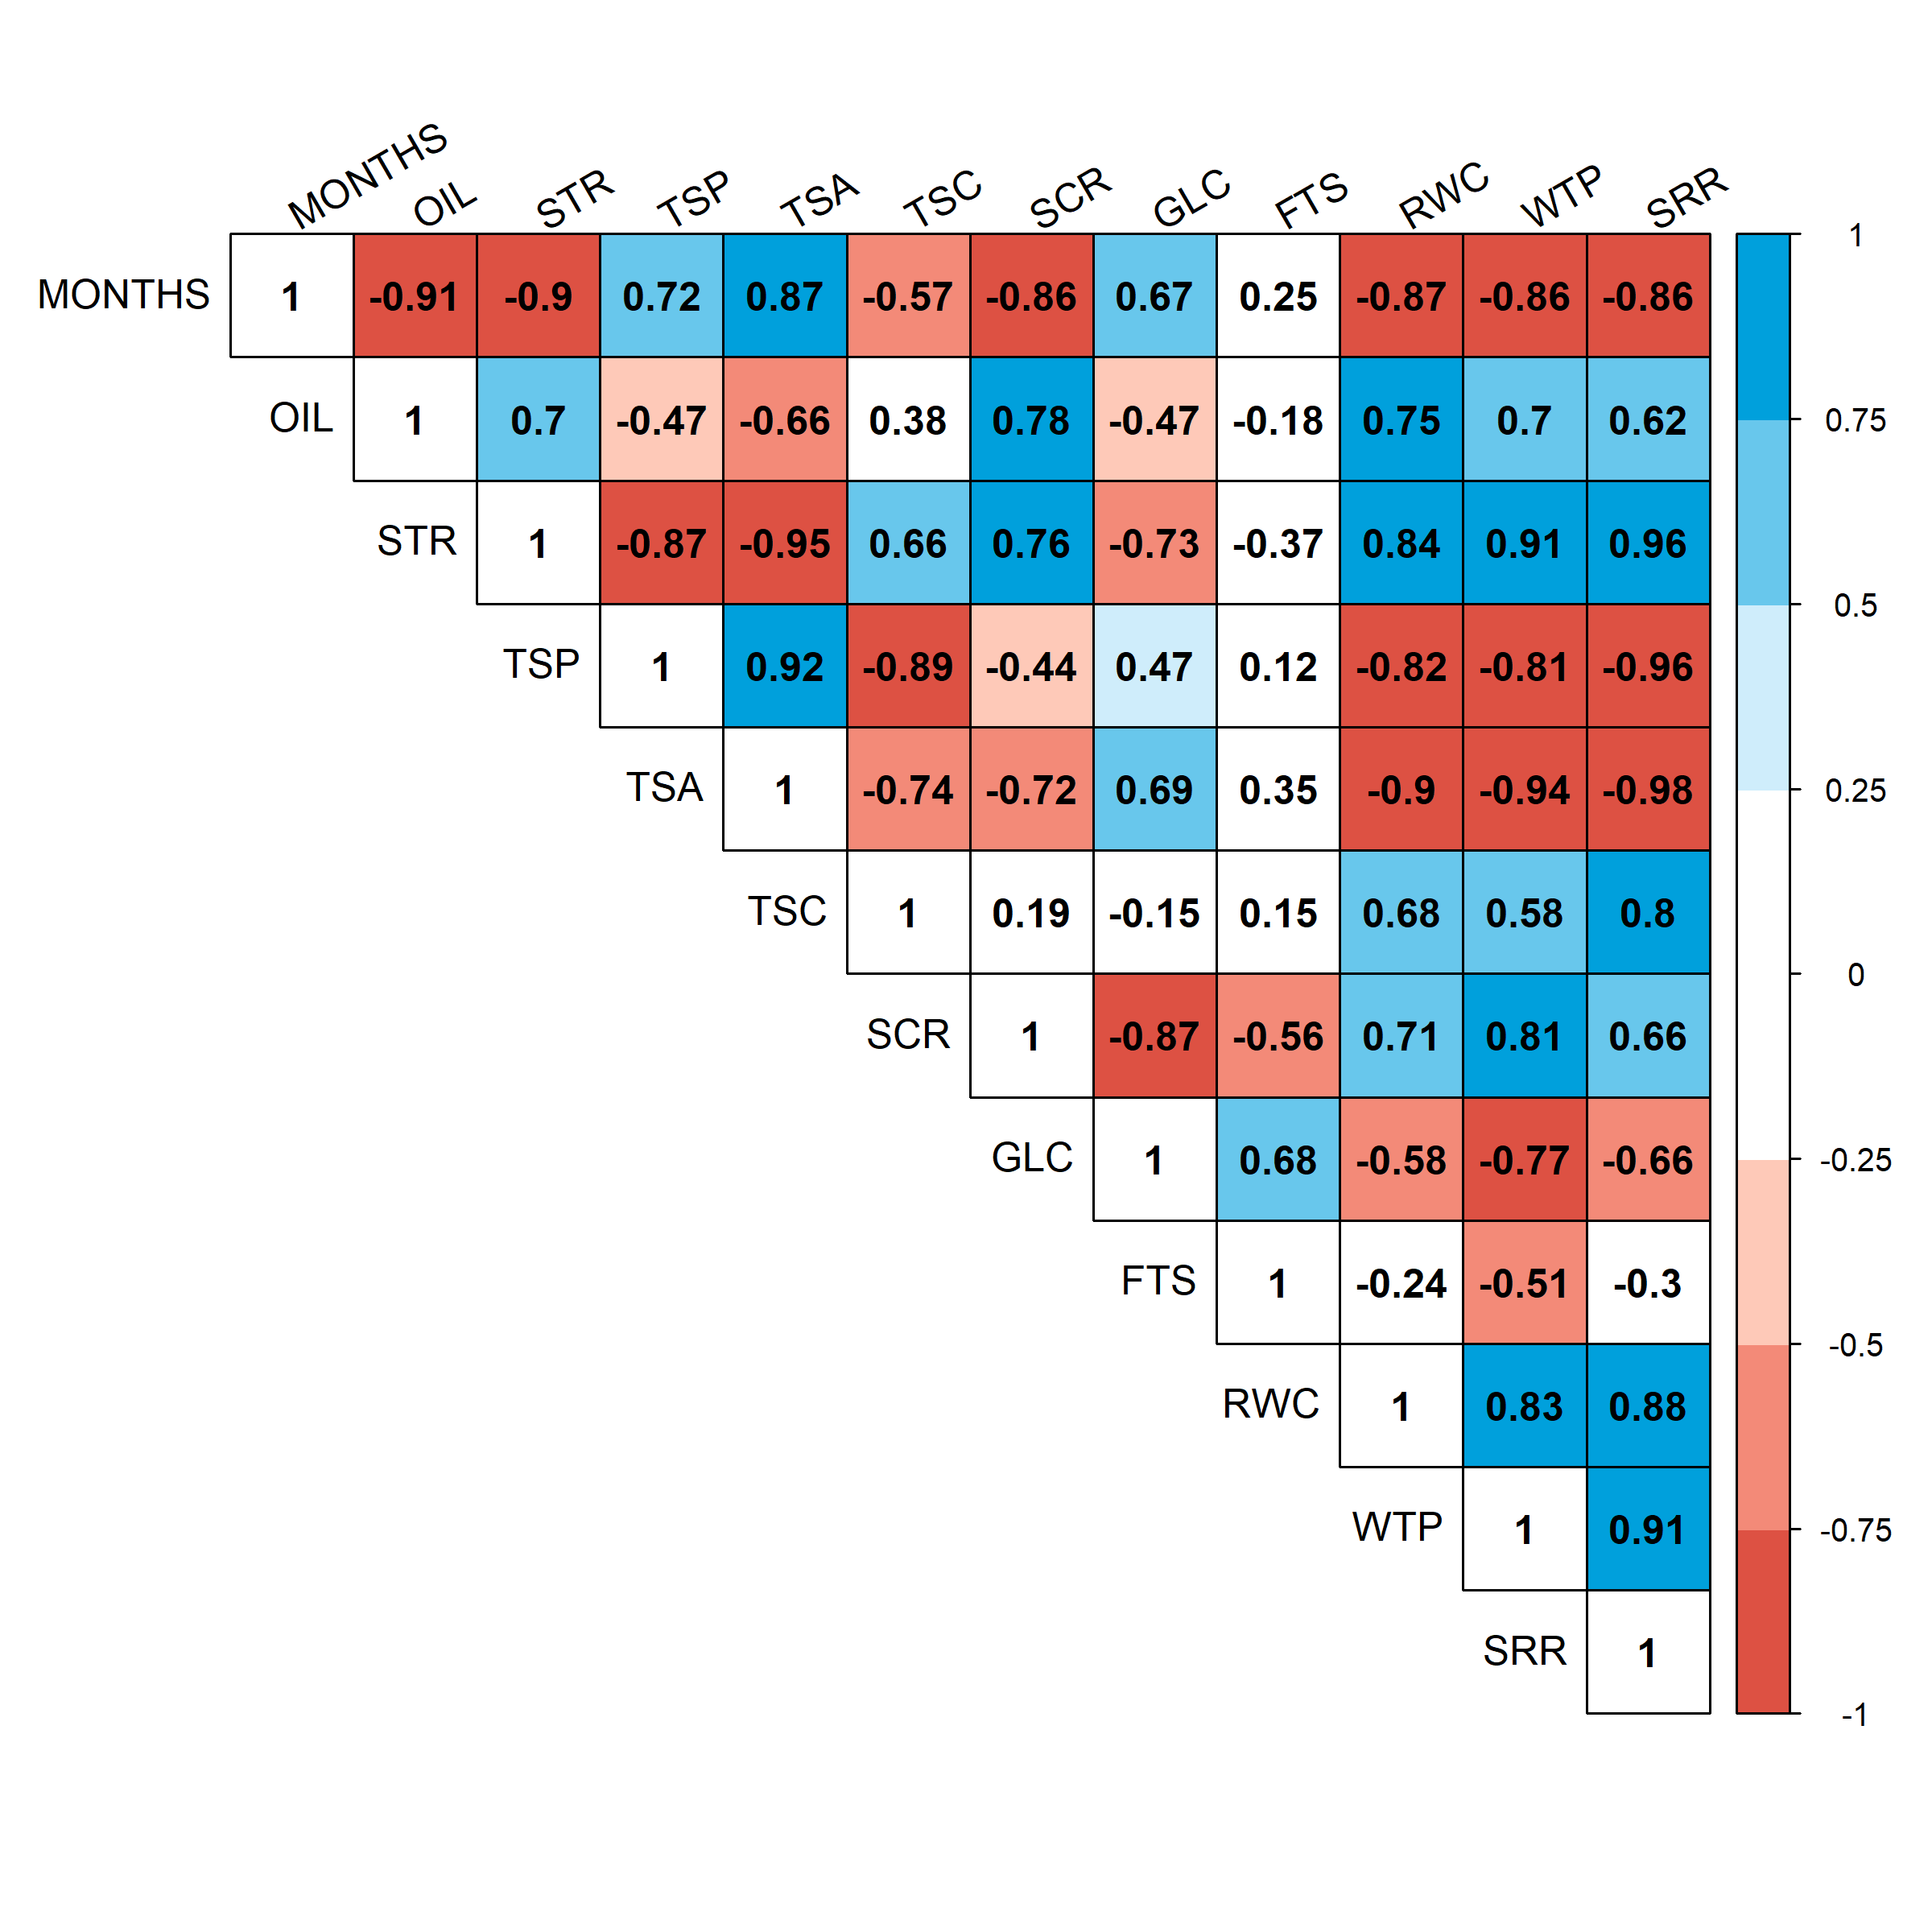 MONTHS OIL STR TSP TSA TSC SCR GLC FTS RWC WTP SRR
MONTHS 1 -0.91 -0.9 0.72 0.87 -0.57 -0.86 0.67 0.25 -0.87 -0.86 -0.86
OIL 1 0.7 -0.47 -0.66 0.38 0.78 -0.47 -0.18 0.75 0.7 0.62
STR 1 -0.87 -0.95 0.66 0.76 -0.73 -0.37 0.84 0.91 0.96
TSP 1 0.92 -0.89 -0.44 0.47 0.12 -0.82 -0.81 -0.96
TSA 1 -0.74 -0.72 0.69 0.35 -0.9 -0.94 -0.98
TSC 1 0.19 -0.15 0.15 0.68 0.58 0.8
SCR 1 -0.87 -0.56 0.71 0.81 0.66
GLC 1 0.68 -0.58 -0.77 -0.66
FTS 1 -0.24 -0.51 -0.3
RWC 1 0.83 0.88
WTP 1 0.91
SRR 1
1
0.75
0.5
0.25
0
-0.25
-0.5
-0.75
-1